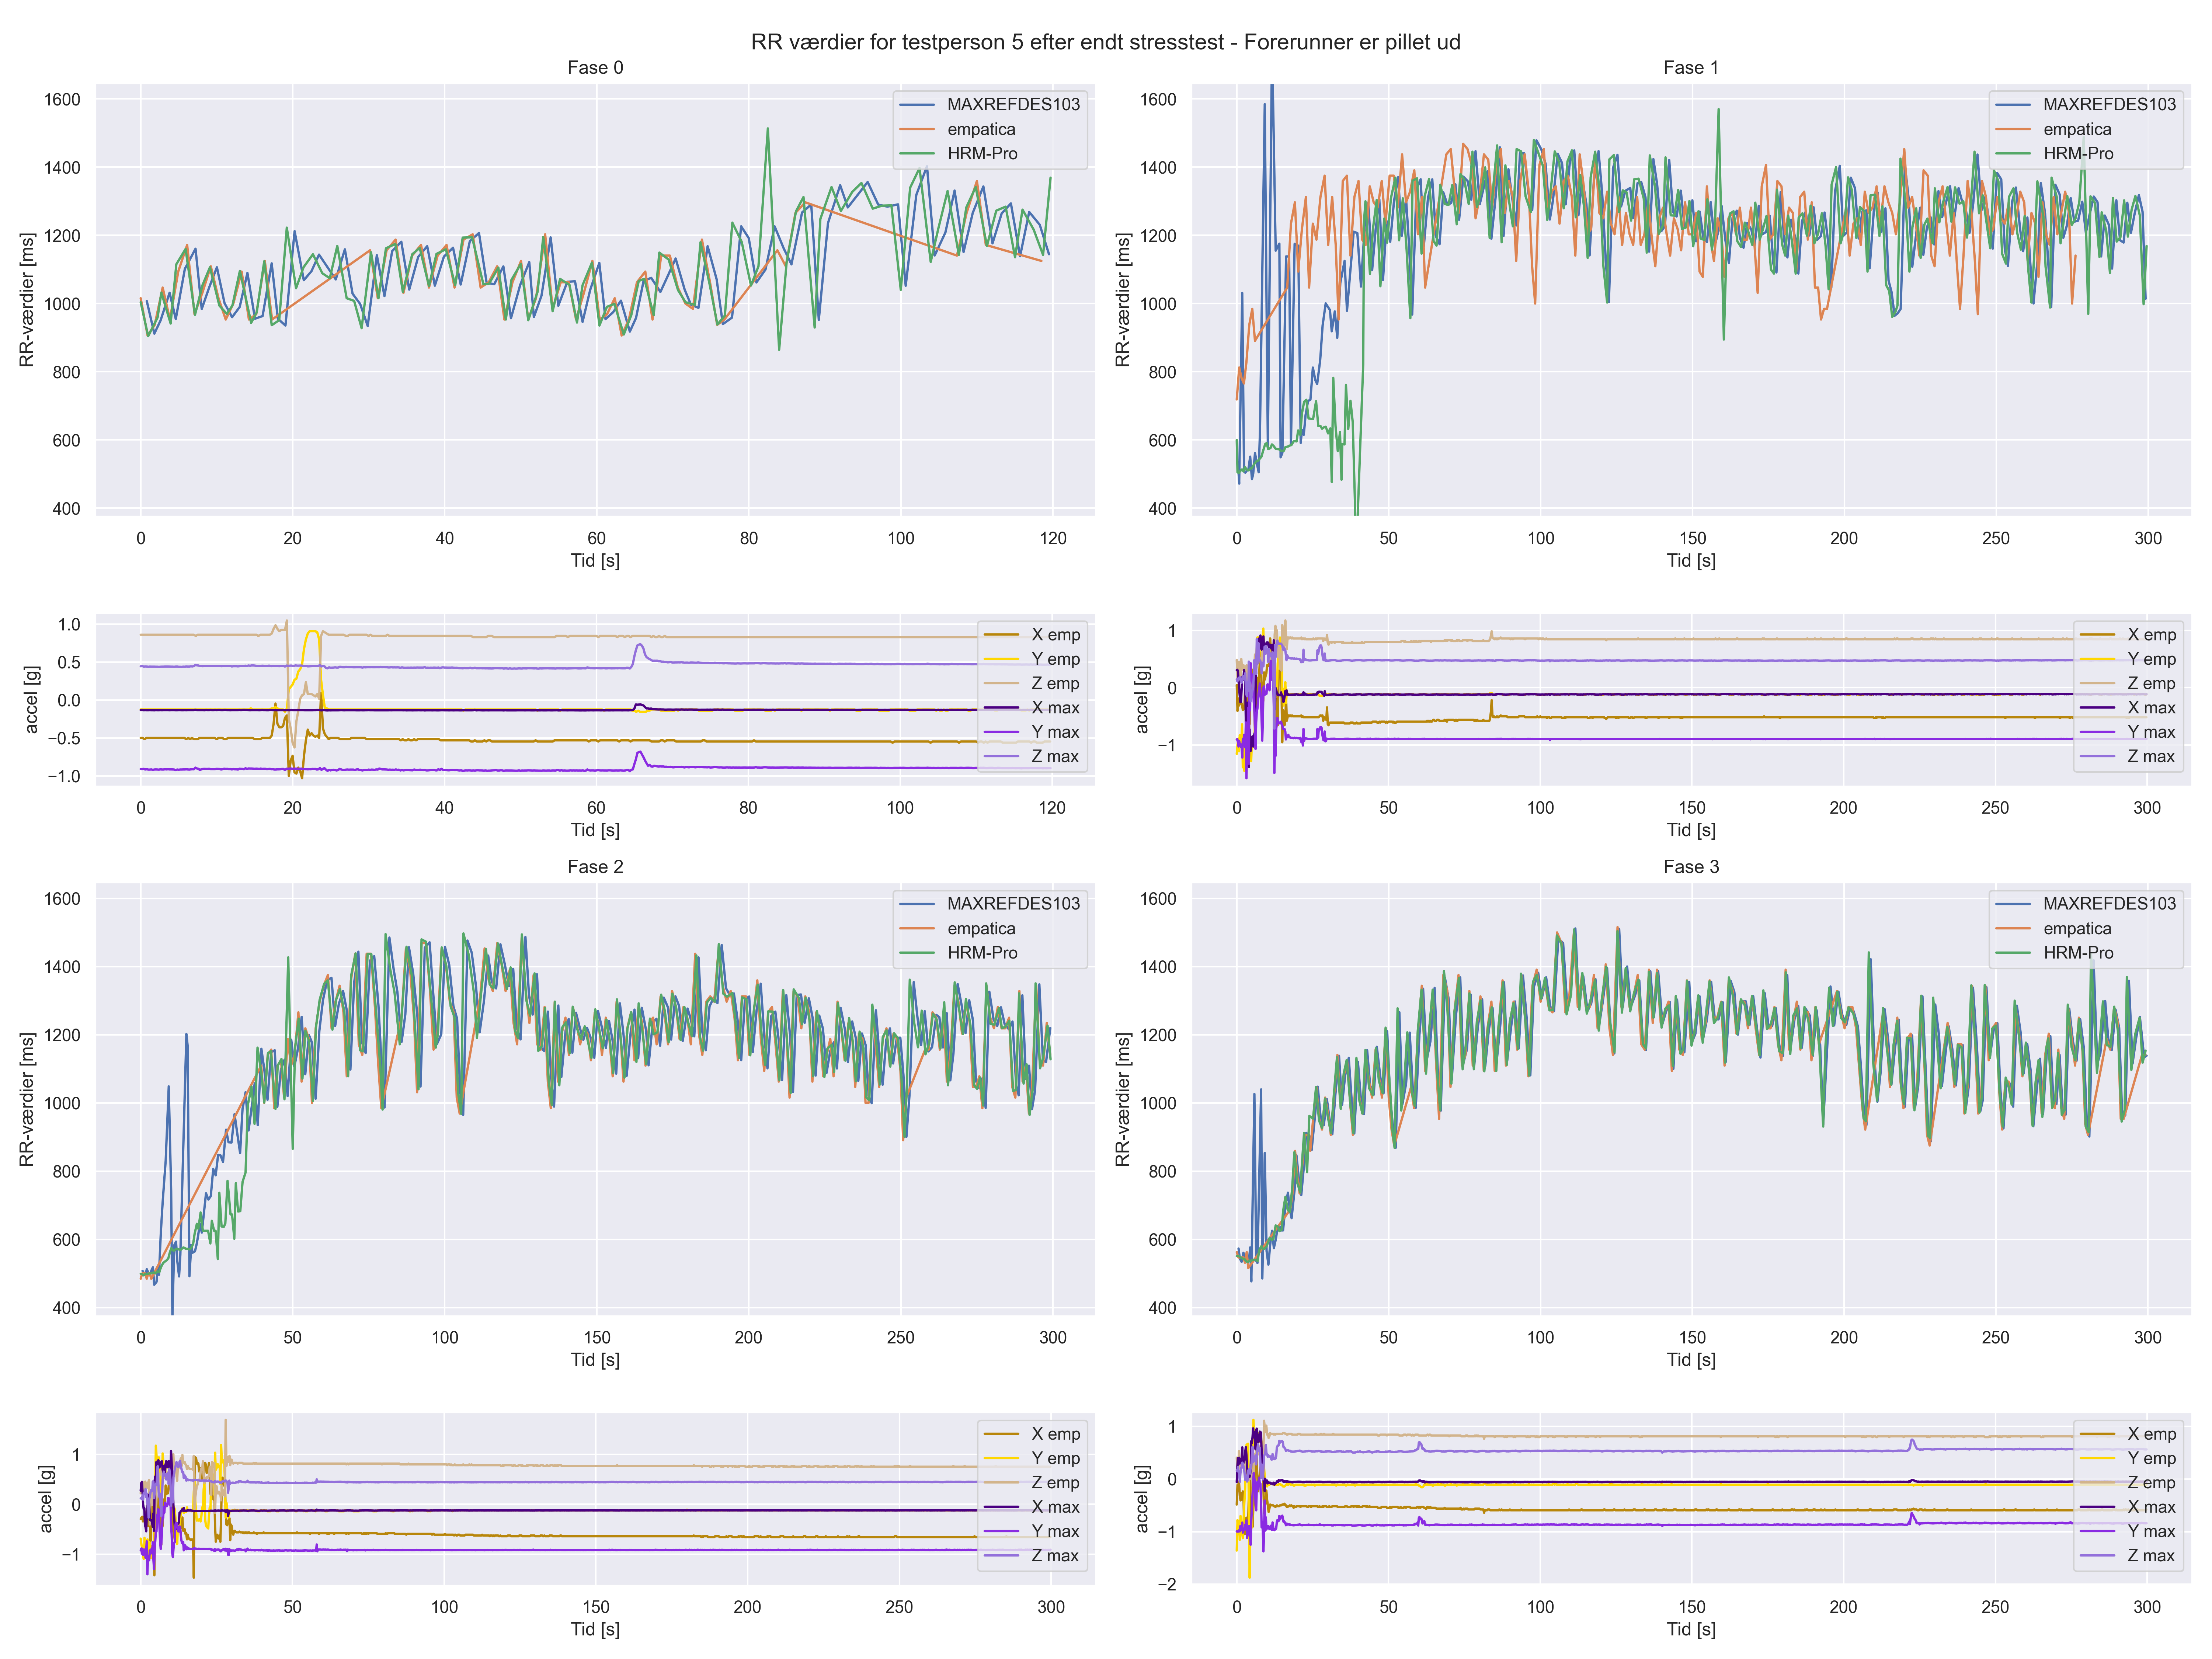 RR værdier for testperson 5 efter endt stresstest - Forerunner er pillet ud
Fase 0
1600
1400
1200
1000
800
600
400
RR-værdier [ms]
MAXREFDES103
empatica
HRM-Pro
0 20 40 60 80 100 120
Tid [s]
Fase 1
1600
1400
1200
1000
800
600
400
RR-værdier [ms]
MAXREFDES103
empatica
HRM-Pro
0 50 100 150 200 250 300
Tid [s]
1.0
0.5
0.0
−0.5
−1.0
accel [g]
X emp
Y emp
Z emp
X max
Y max
Z max
0 20 40 60 80 100 120
Tid [s]
1
0
−1
accel [g]
X emp
Y emp
Z emp
X max
Y max
Z max
0 50 100 150 200 250 300
Tid [s]
Fase 2
1600
1400
1200
1000
800
600
400
RR-værdier [ms]
MAXREFDES103
empatica
HRM-Pro
0 50 100 150 200 250 300
Tid [s]
Fase 3
1600
1400
1200
1000
800
600
400
RR-værdier [ms]
MAXREFDES103
empatica
HRM-Pro
0 50 100 150 200 250 300
Tid [s]
1
0
−1
accel [g]
X emp
Y emp
Z emp
X max
Y max
Z max
0 50 100 150 200 250 300
Tid [s]
1
0
−1
−2
accel [g]
X emp
Y emp
Z emp
X max
Y max
Z max
0 50 100 150 200 250 300
Tid [s]